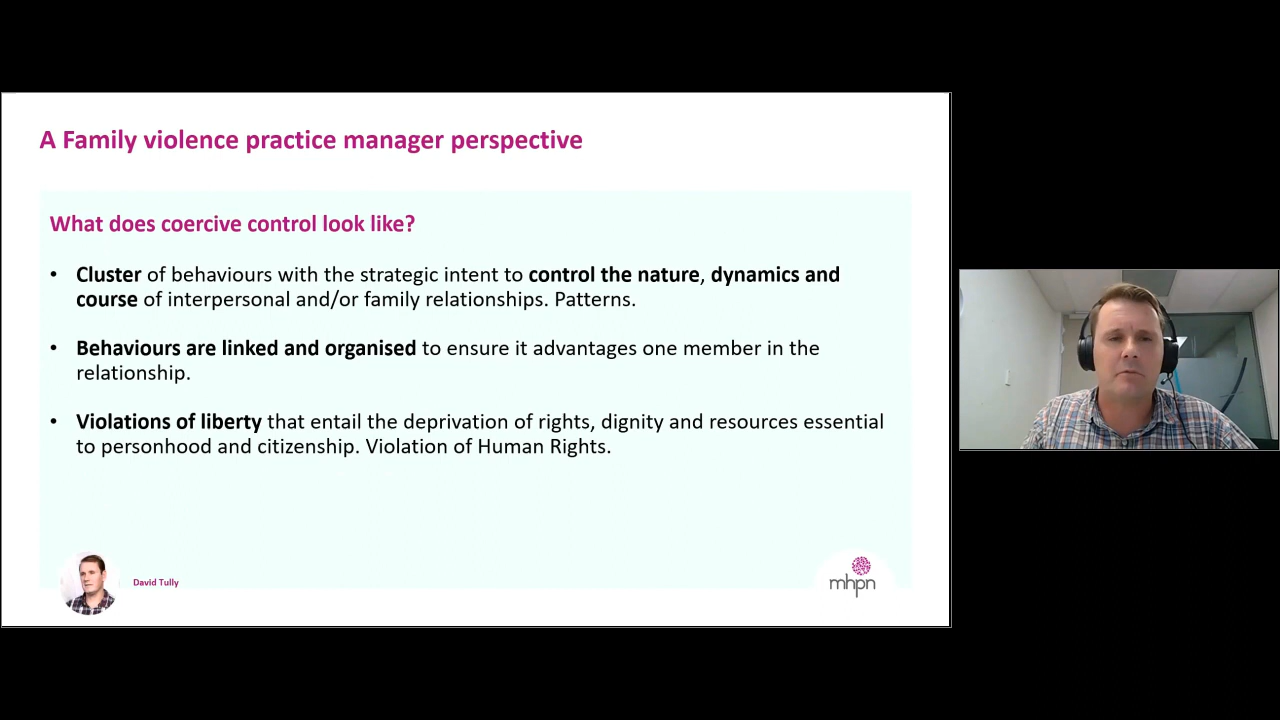 A Family violence practice manager perspective
What does coercive control look like?
• Cluster of behaviours with the strategic intent to control the nature, dynamics and
course of interpersonal and/or family relationships. Patterns.
• Behaviours are linked and organised to ensure it advantages one member in the
relationship.
• Violations of liberty that entail the deprivation of rights, dignity and resources essential
to personhood and citizenship. Violation of Human Rights.
David Tully
mhpn